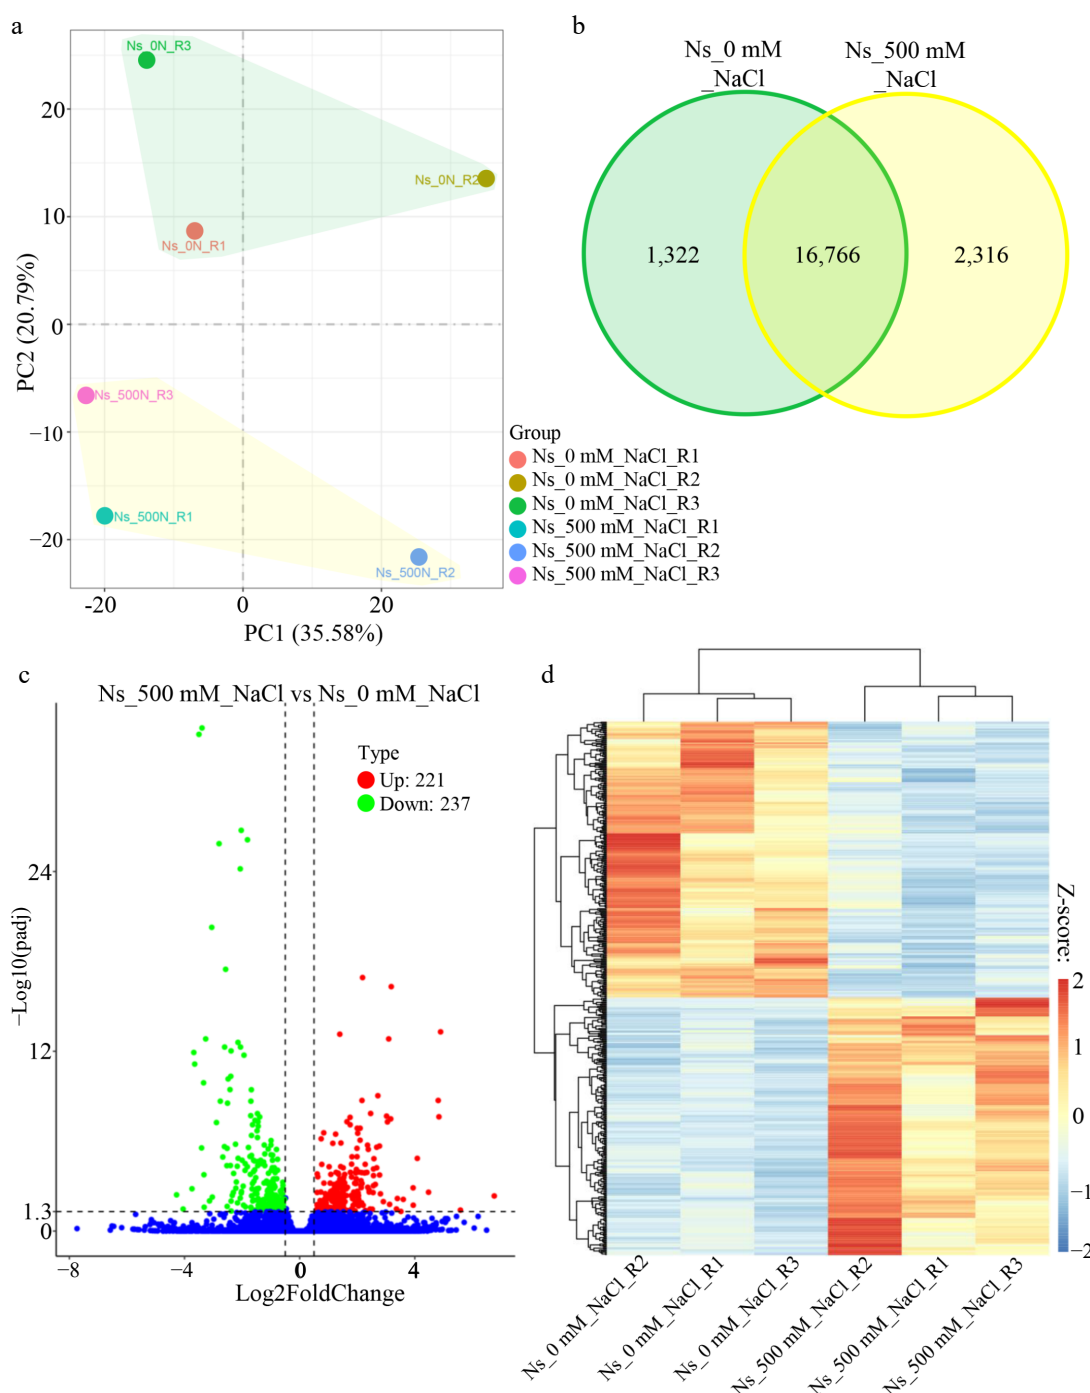 a
Ns_0N_R3
Ns_0N_R2
Ns_0N_R1
Ns_500N_R3
Ns_500N_R1
Ns_500N_R2
20
10
0
−10
−20
PC2 (20.79%)
-20
0
20
PC1 (35.58%)
Group
Ns_0 mM_NaCl_R1
Ns_0 mM_NaCl_R2
Ns_0 mM_NaCl_R3
Ns_500 mM_NaCl_R1
Ns_500 mM_NaCl_R2
Ns_500 mM_NaCl_R3
b
Ns_0 mM
_NaCl
Ns_500 mM
_NaCl
1,322
16,766
2,316
c
Ns_500 mM_NaCl vs Ns_0 mM_NaCl
Type
Up: 221
Down: 237
24
12
1.3
0
−Log10(padj)
−8
−4
0
4
Log2FoldChange
d
Z-score:
2
1
0
−1
−2
Ns_0 mM_NaCl_R2
Ns_0 mM_NaCl_R1
Ns_0 mM_NaCl_R3
Ns_500 mM_NaCl_R2
Ns_500 mM_NaCl_R1
Ns_500 mM_NaCl_R3